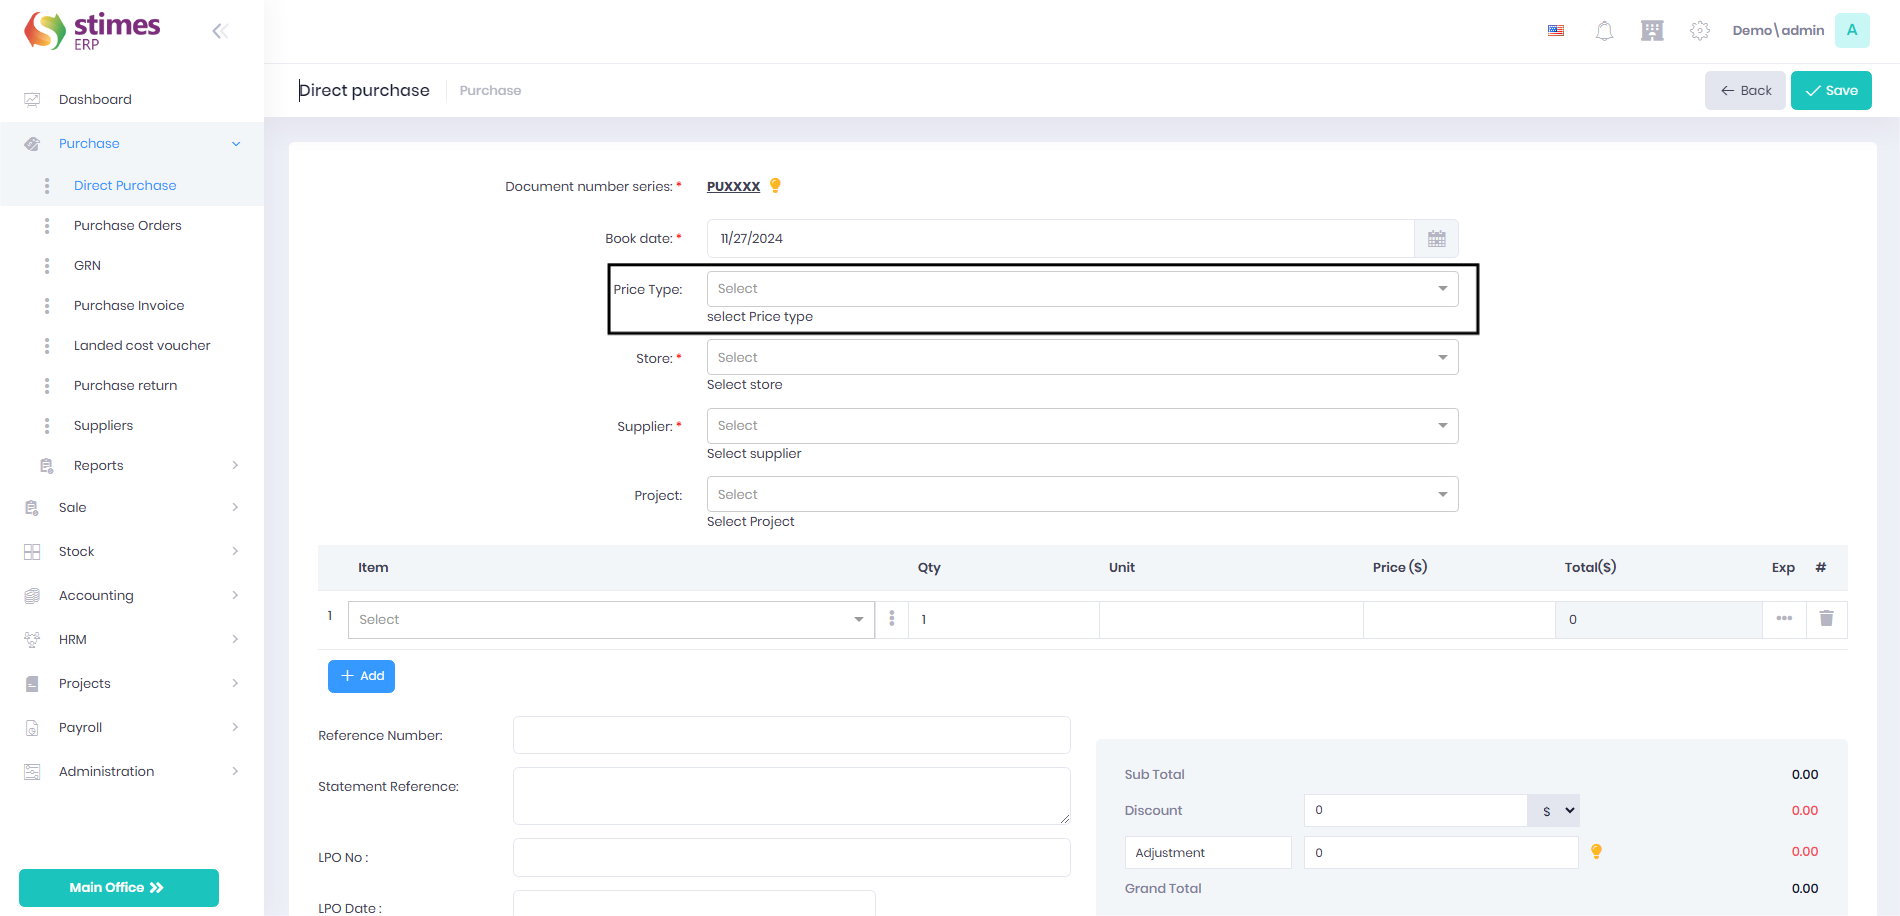 stimes
ERP
Demo\admin
A
Direct purchase
Purchase
Back
Save
Dashboard
Purchase
Direct Purchase
Purchase Orders
GRN
Purchase Invoice
Landed cost voucher
Purchase return
Suppliers
Reports
Sale
Stock
Accounting
HRM
Projects
Payroll
Administration
Main Office
Document number series: *
PUXXXX
Book date: *
11/27/2024
Price Type:
Select
select Price type
Store: *
Select
Select store
Supplier: *
Select
Select supplier
Project:
Select
Select Project
Item Qty Unit Price ($) Total($) Exp #
1 Select 1 0
+ Add
Reference Number:
Statement Reference:
LPO No :
LPO Date :
Sub Total 0.00
Discount 0 $ 0.00
Adjustment 0 0.00
Grand Total 0.00